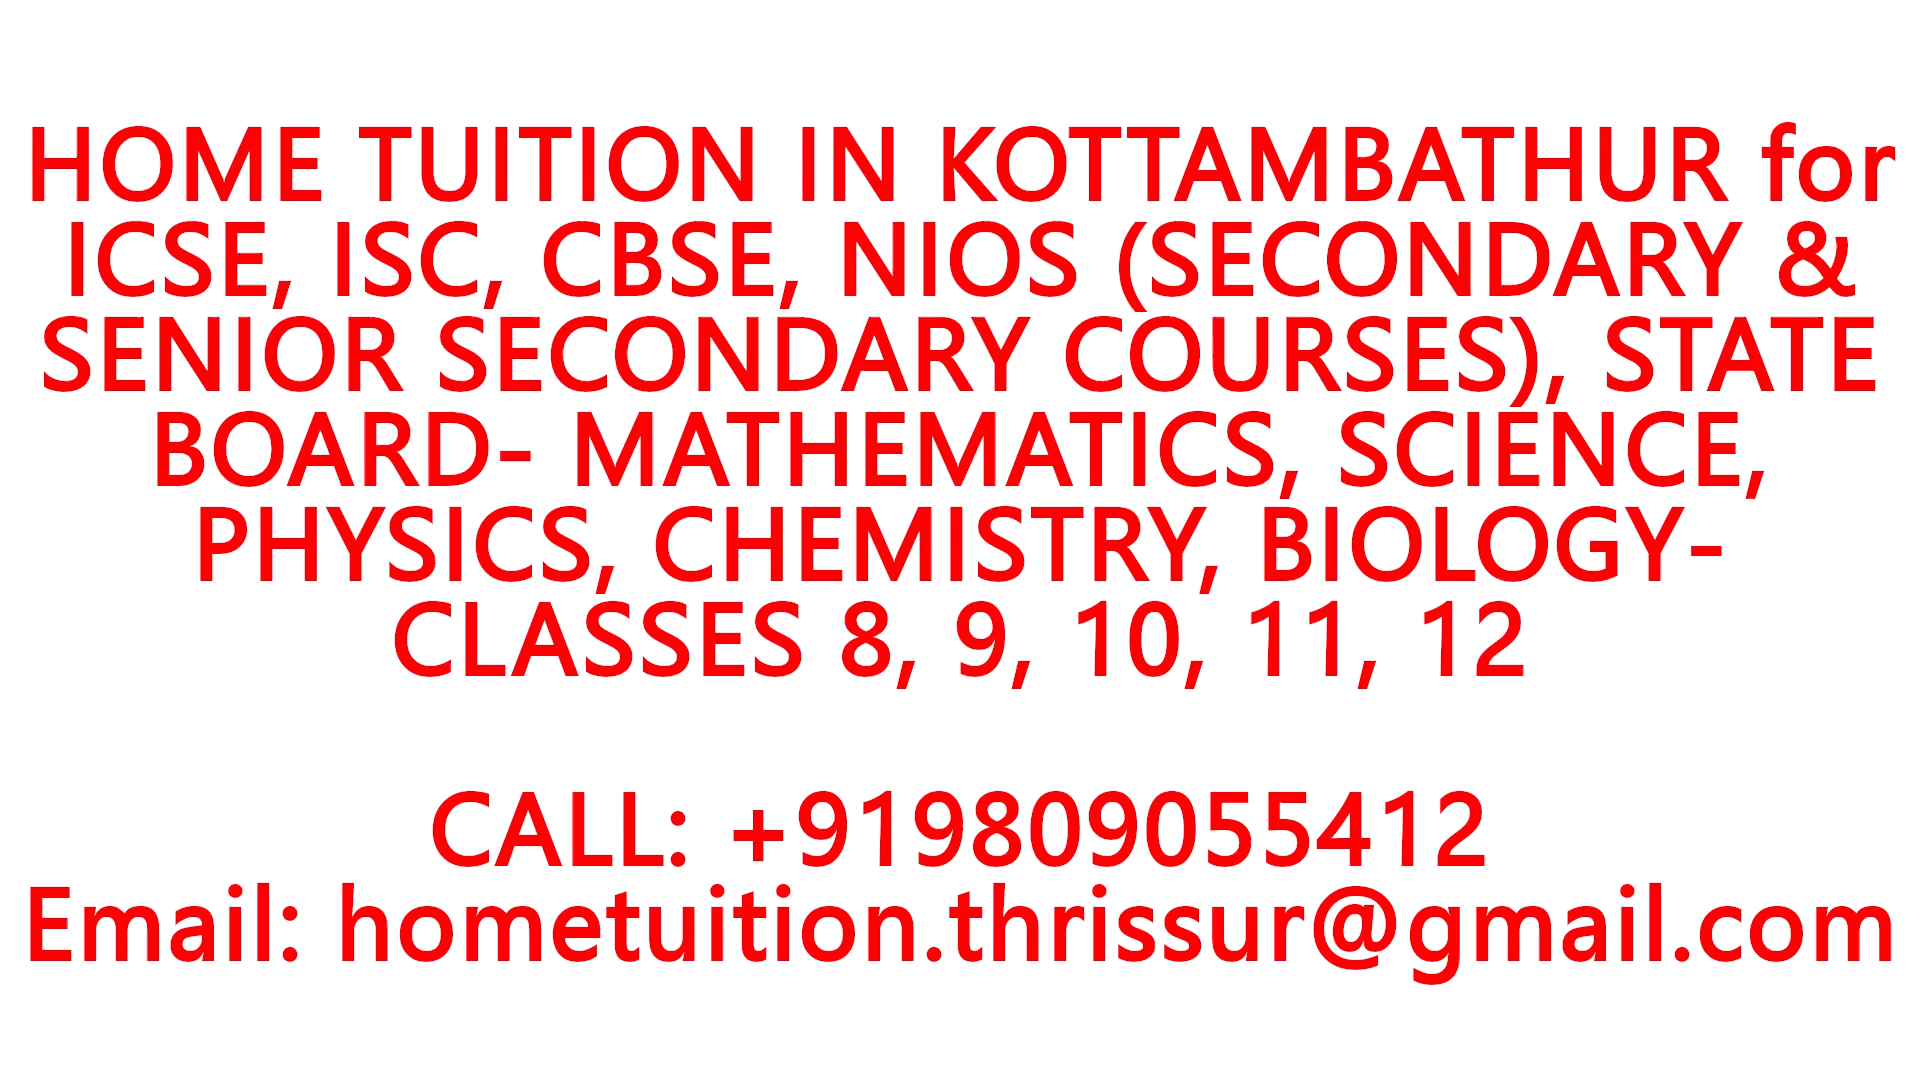 HOME TUITION IN KOTTAMBATHUR for
ICSE, ISC, CBSE, NIOS (SECONDARY &
SENIOR SECONDARY COURSES), STATE
BOARD- MATHEMATICS, SCIENCE,
PHYSICS, CHEMISTRY, BIOLOGY-
CLASSES 8, 9, 10, 11, 12
CALL: +919809055412
Email: hometuition.thrissur@gmail.com